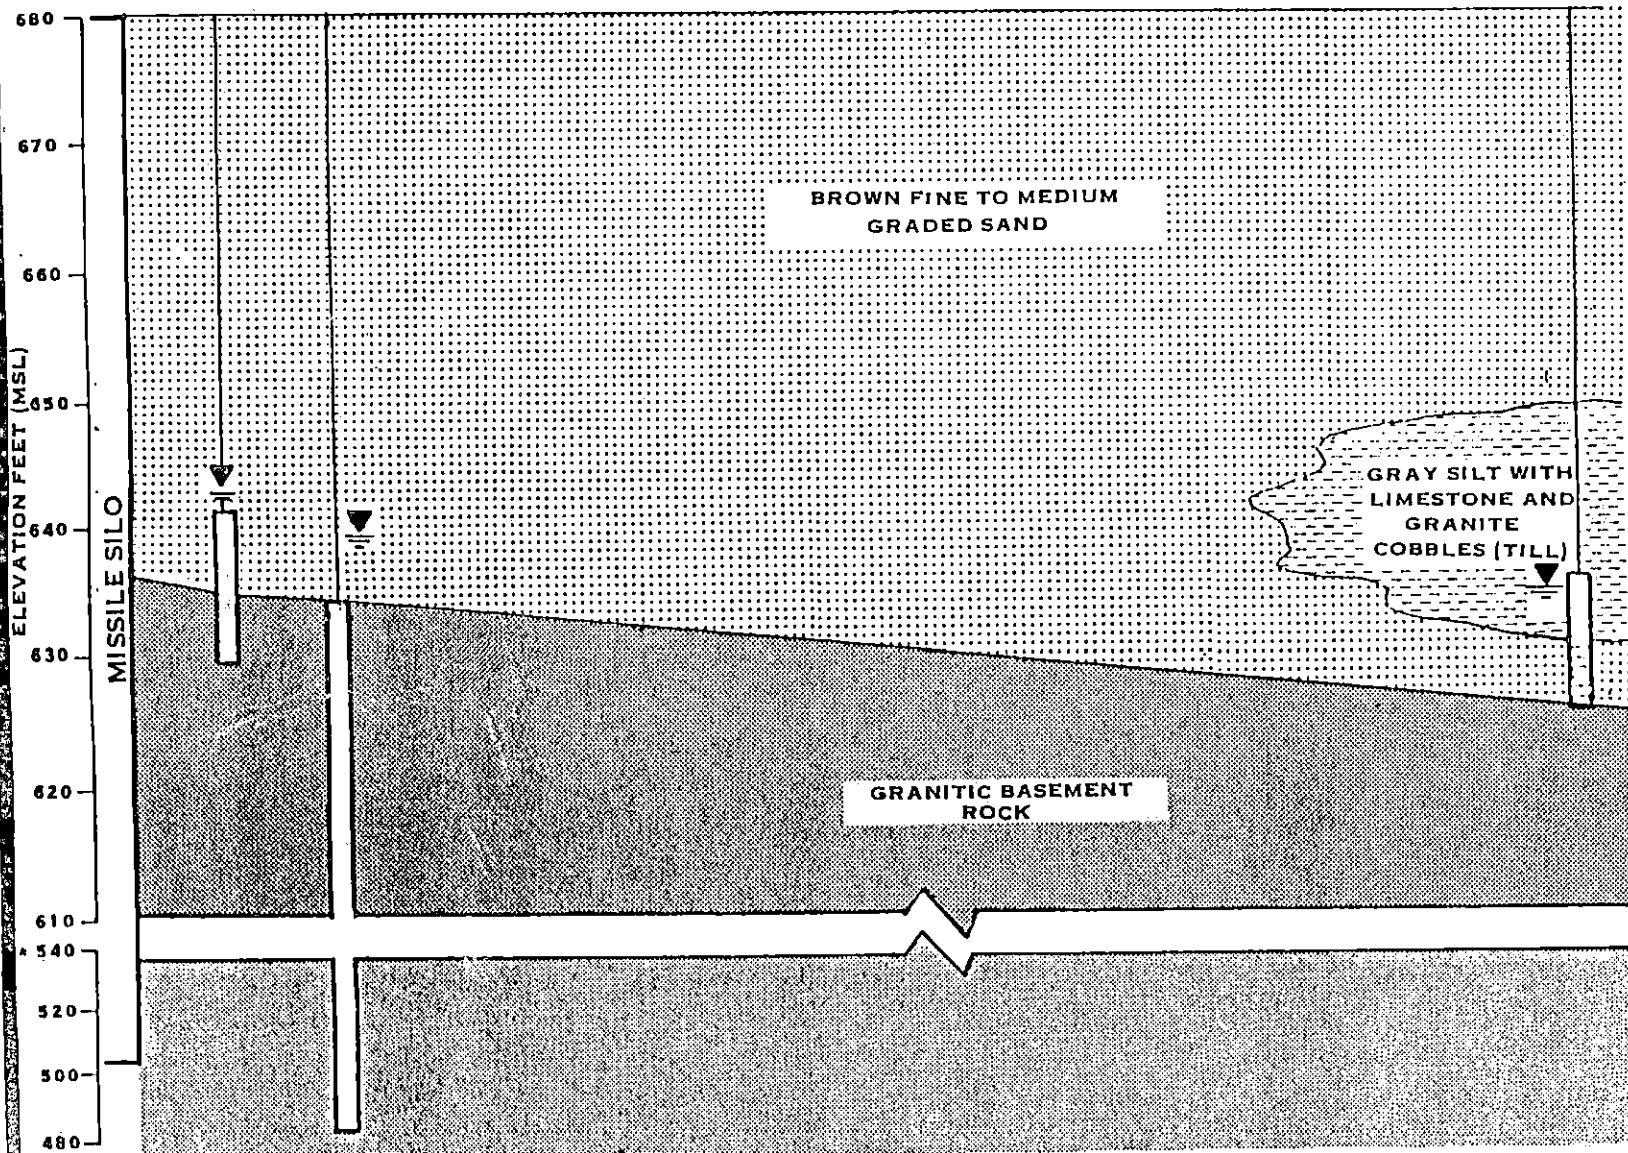 680
670
660
650
640
630
620
610
* 540
520
500
480
ELEVATION FEET (MSL)
MISSILE SILO
BROWN FINE TO MEDIUM
GRADED SAND
GRAY SILT WITH
LIMESTONE AND
GRANITE
COBBLES (TILL)
GRANITIC BASEMENT
ROCK